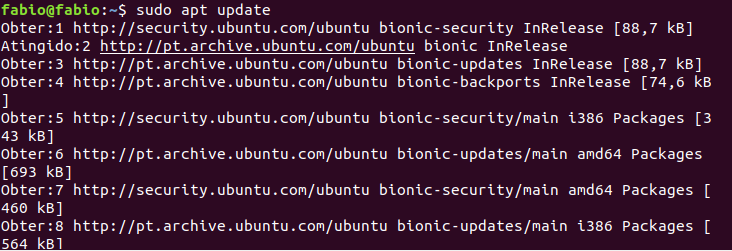 fabio@fabio:~$ sudo apt update
Obter:1 http://security.ubuntu.com/ubuntu bionic-security InRelease [88,7 kB]
Atingido:2 http://pt.archive.ubuntu.com/ubuntu bionic InRelease
Obter:3 http://pt.archive.ubuntu.com/ubuntu bionic-updates InRelease [88,7 kB]
Obter:4 http://pt.archive.ubuntu.com/ubuntu bionic-backports InRelease [74,6 kB
]
Obter:5 http://security.ubuntu.com/ubuntu bionic-security/main i386 Packages [3
43 kB]
Obter:6 http://pt.archive.ubuntu.com/ubuntu bionic-updates/main amd64 Packages
[693 kB]
Obter:7 http://security.ubuntu.com/ubuntu bionic-security/main amd64 Packages [
460 kB]
Obter:8 http://pt.archive.ubuntu.com/ubuntu bionic-updates/main i386 Packages [
564 kB]